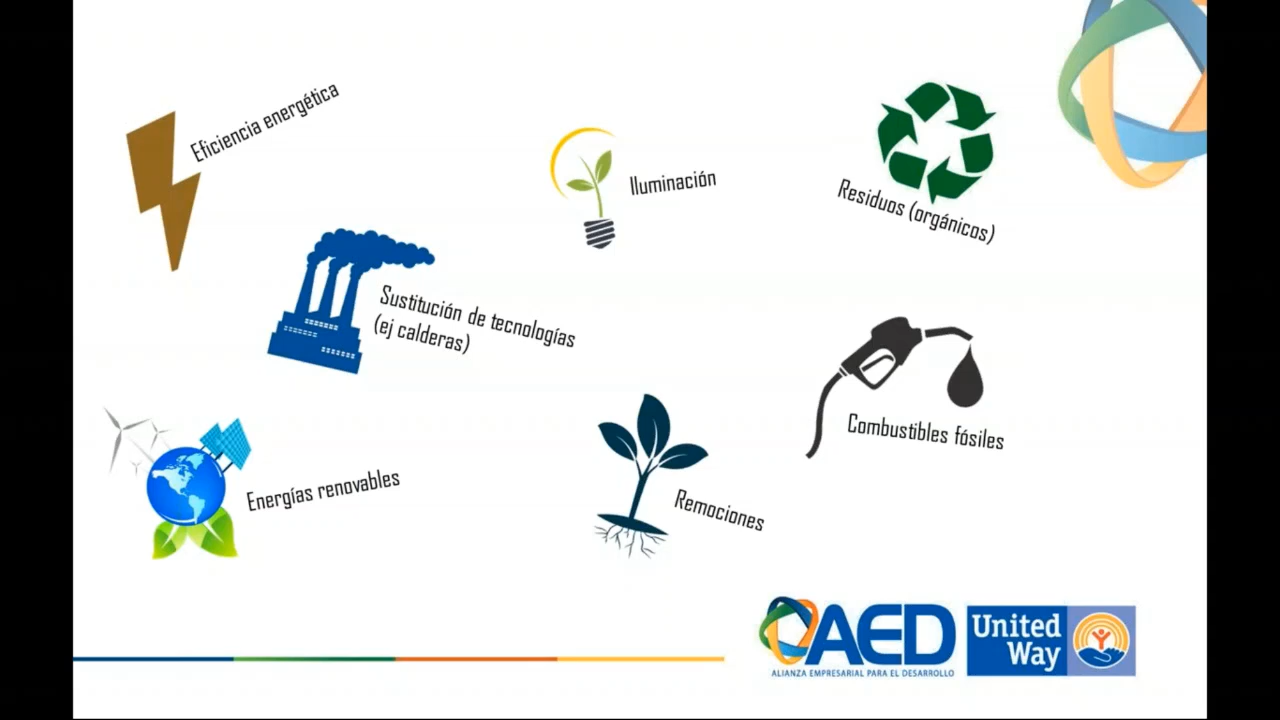 Eficiencia energética
Iluminación
Residuos (orgánicos)
Sustitución de tecnologías
(ej calderas)
Combustibles fósiles
Energías renovables
Remociones
AED
ALIANZA EMPRESARIAL PARA EL DESARROLLO
United
Way